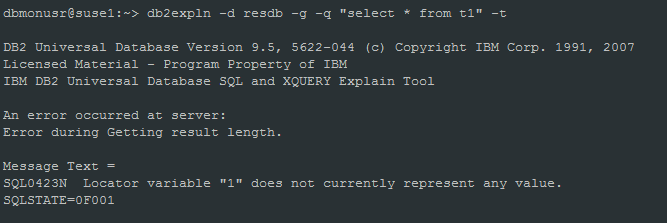 dbmonusr@suse1:~> db2expln -d resdb -g -q "select * from t1" -t
DB2 Universal Database Version 9.5, 5622-044 (c) Copyright IBM Corp. 1991, 2007
Licensed Material - Program Property of IBM
IBM DB2 Universal Database SQL and XQUERY Explain Tool
An error occurred at server:
Error during Getting result length.
Message Text =
SQL0423N  Locator variable "1" does not currently represent any value.
SQLSTATE=0F001